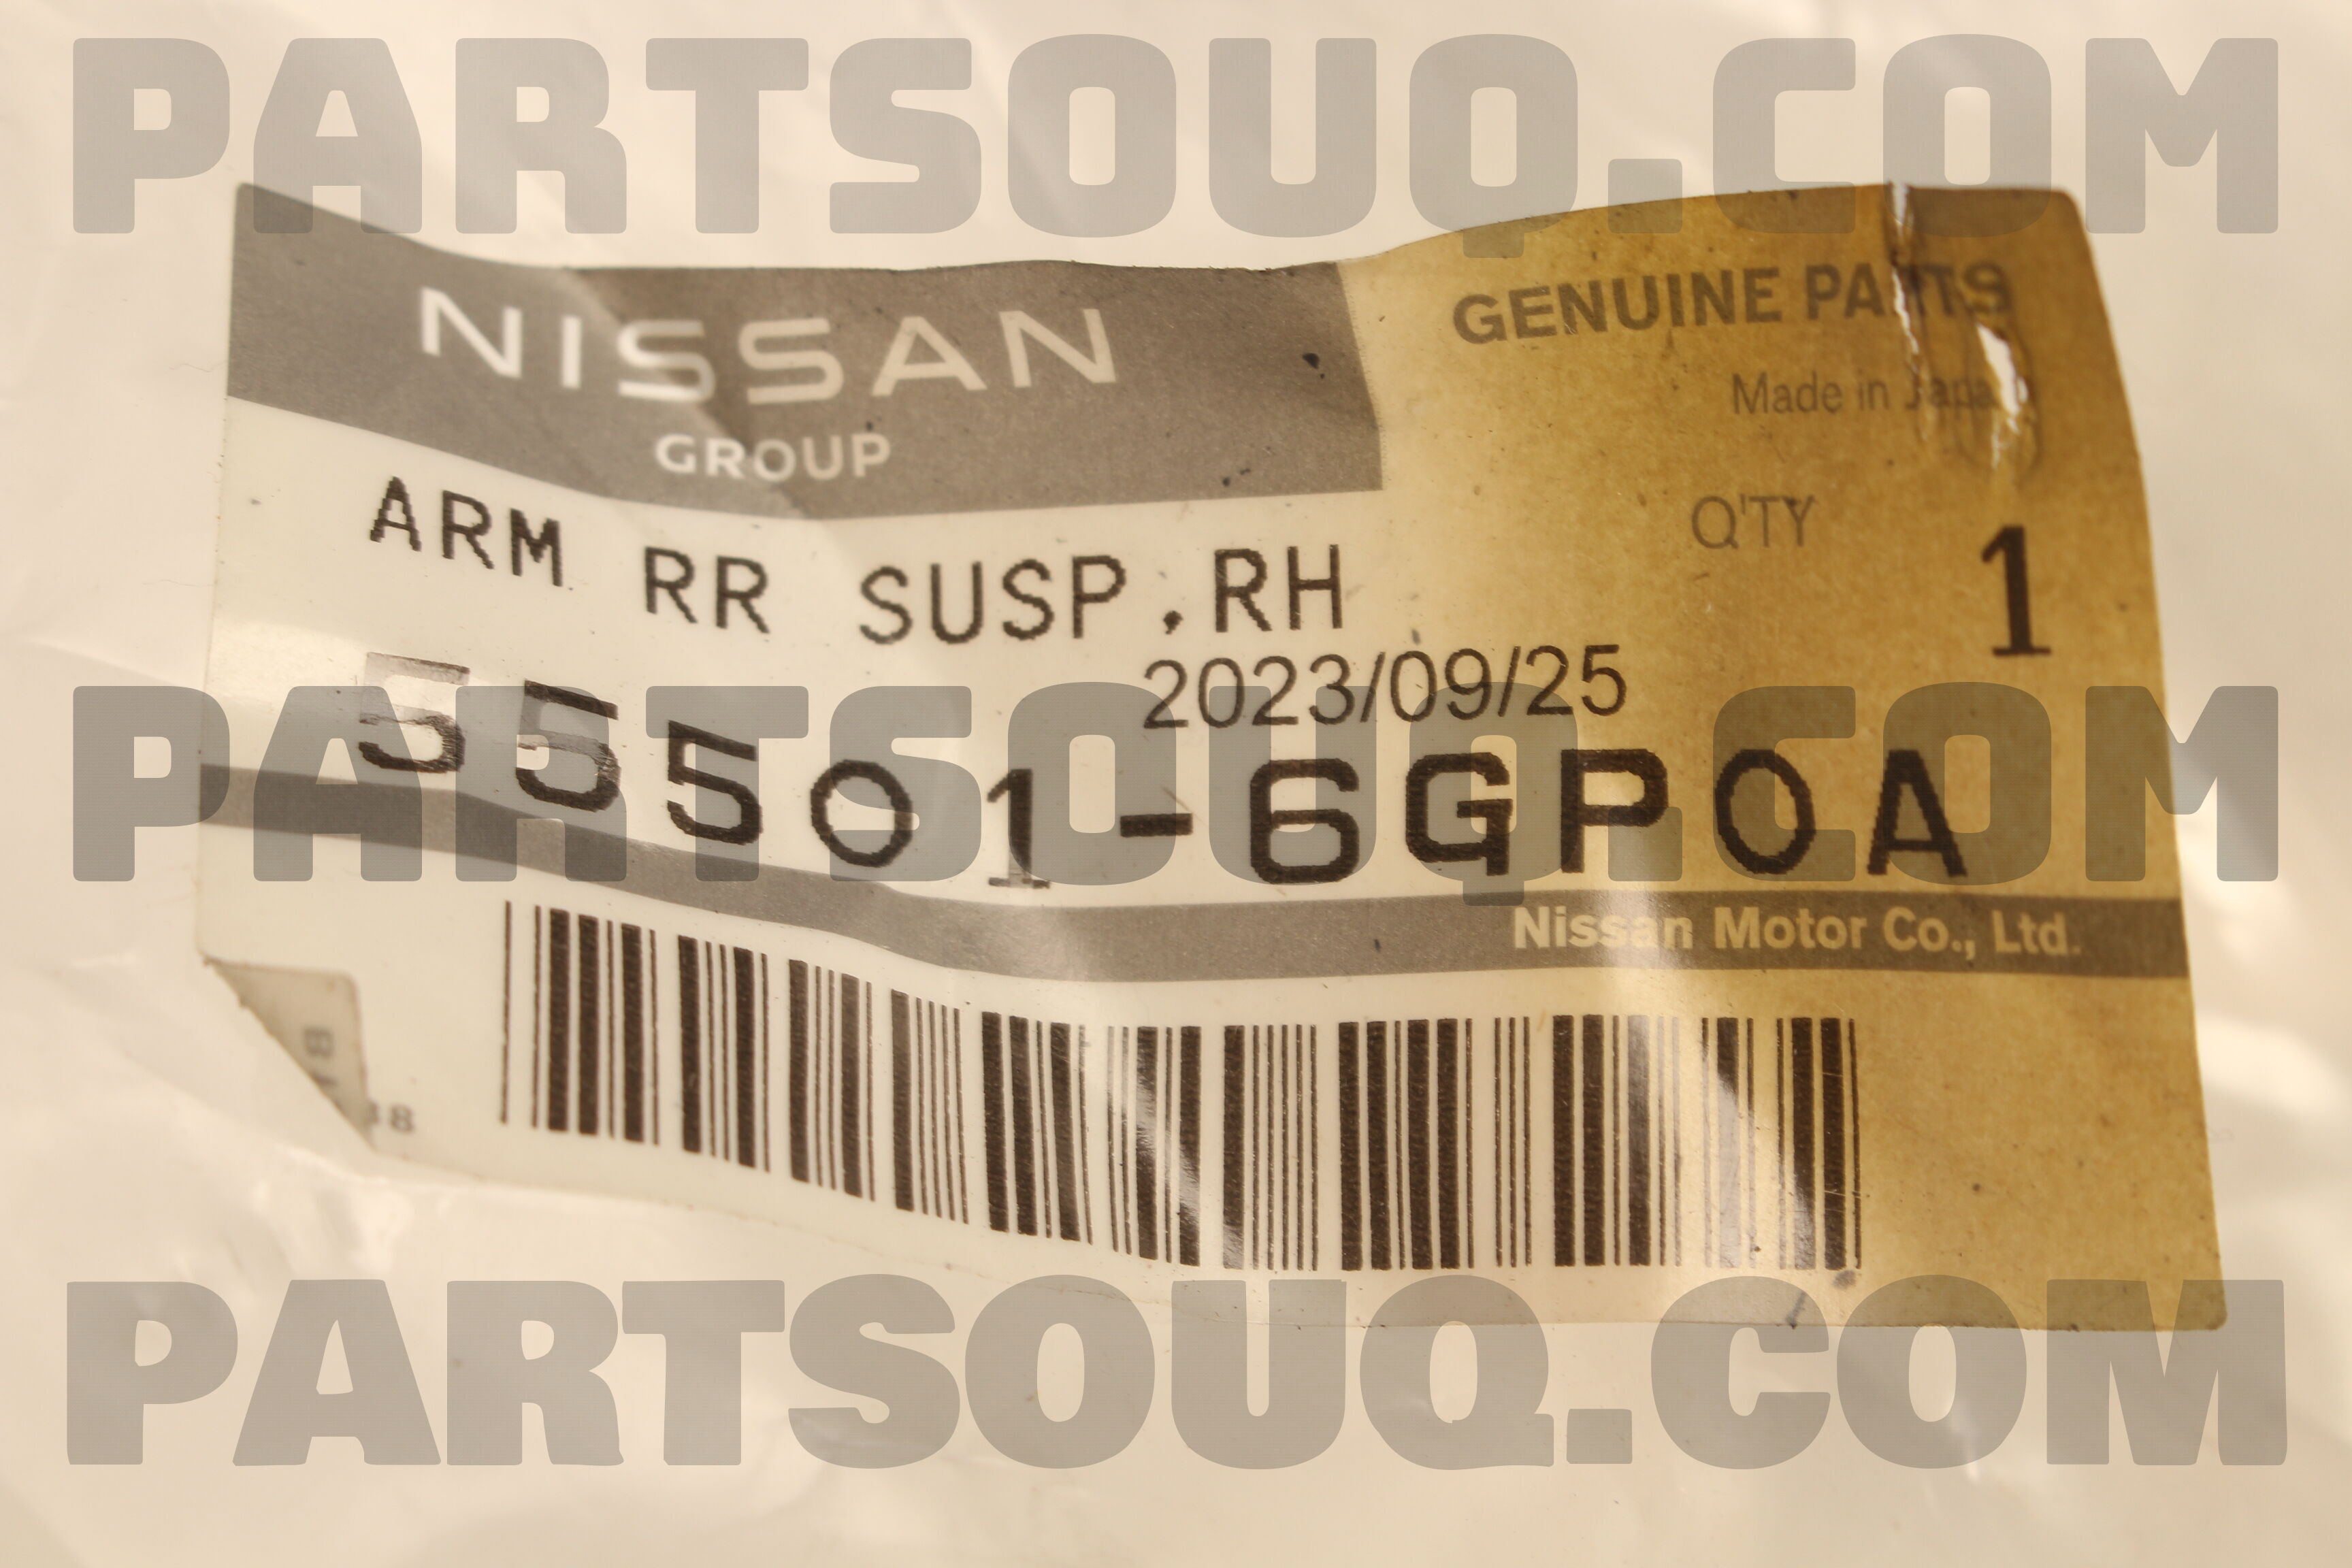 PARTSOUQ.COM
NISSAN
GROUP
GENUINE PARTS
Made in Japa
Q'TY 1
ARM RR SUSP,RH
2023/09/25
55501-6GP0A
PARTSOUQ.COM
Nissan Motor Co., Ltd.
PARTSOUQ.COM